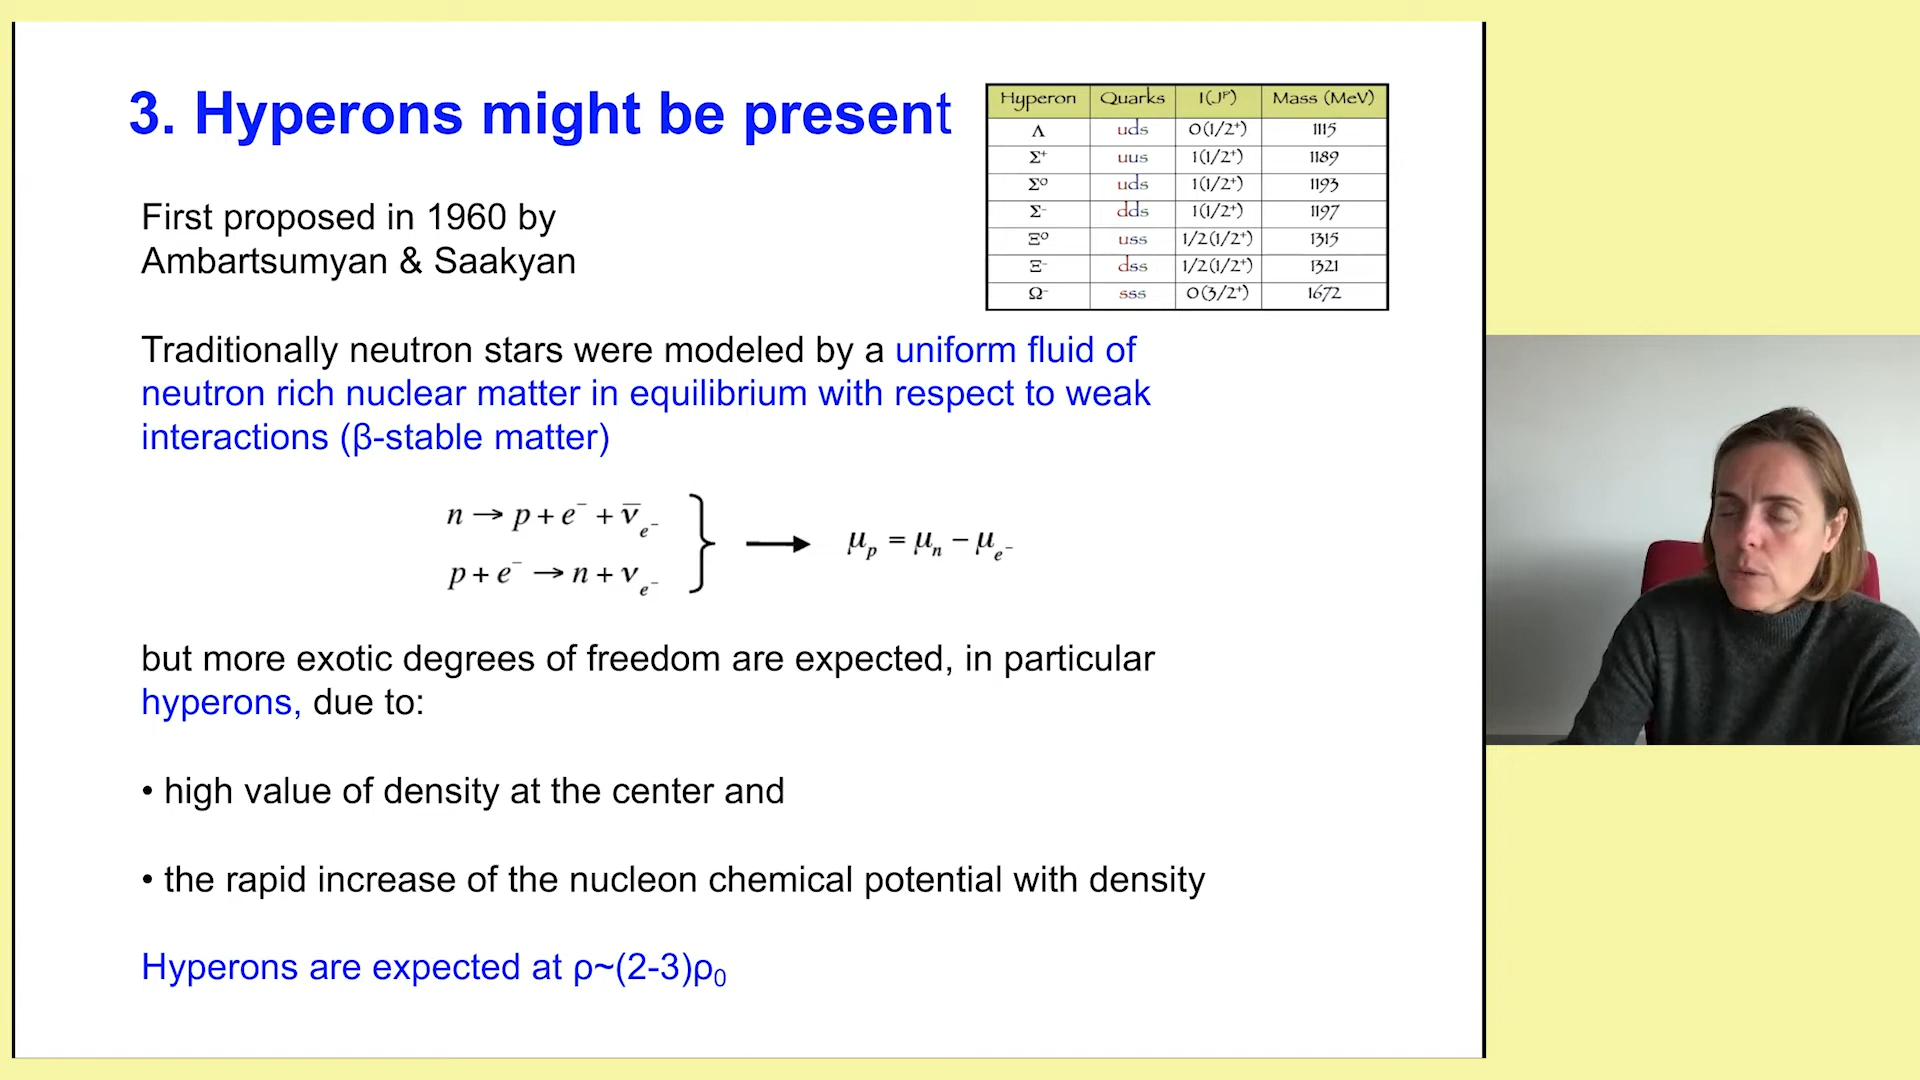 3. Hyperons might be present
Hyperon Quarks I(Jᴾ) Mass (MeV)
Λ uds 0(1/2⁺) 1115
Σ⁺ uus 1(1/2⁺) 1189
Σ⁰ uds 1(1/2⁺) 1193
Σ⁻ dds 1(1/2⁺) 1197
Ξ⁰ uss 1/2(1/2⁺) 1315
Ξ⁻ dss 1/2(1/2⁺) 1321
Ω⁻ sss 0(3/2⁺) 1672
First proposed in 1960 by
Ambartsumyan & Saakyan
Traditionally neutron stars were modeled by a uniform fluid of
neutron rich nuclear matter in equilibrium with respect to weak
interactions (β-stable matter)
n → p + e⁻ + ν̅ₑ⁻
p + e⁻ → n + νₑ⁻
μₚ = μₙ − μₑ⁻
but more exotic degrees of freedom are expected, in particular
hyperons, due to:
• high value of density at the center and
• the rapid increase of the nucleon chemical potential with density
Hyperons are expected at ρ~(2-3)ρ₀